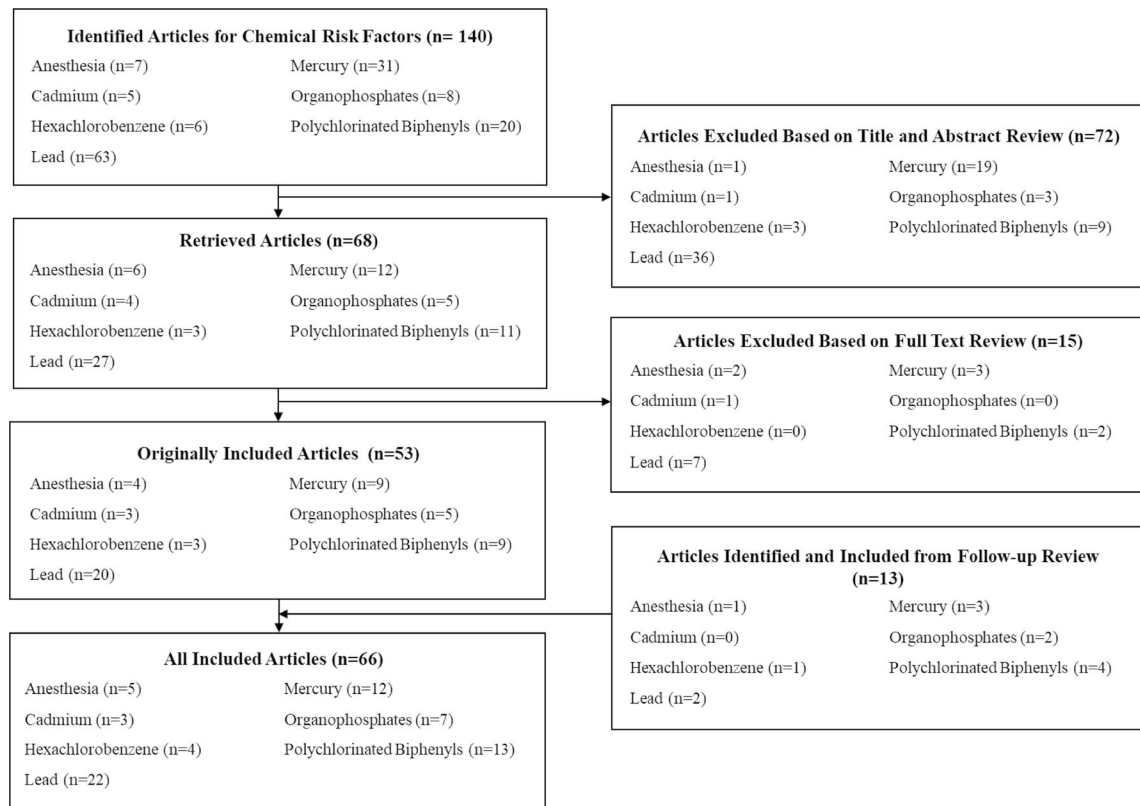 Identified Articles for Chemical Risk Factors (n= 140)
Anesthesia (n=7) Mercury (n=31)
Cadmium (n=5) Organophosphates (n=8)
Hexachlorobenzene (n=6) Polychlorinated Biphenyls (n=20)
Lead (n=63)
Articles Excluded Based on Title and Abstract Review (n=72)
Anesthesia (n=1) Mercury (n=19)
Cadmium (n=1) Organophosphates (n=3)
Hexachlorobenzene (n=3) Polychlorinated Biphenyls (n=9)
Lead (n=36)
Retrieved Articles (n=68)
Anesthesia (n=6) Mercury (n=12)
Cadmium (n=4) Organophosphates (n=5)
Hexachlorobenzene (n=3) Polychlorinated Biphenyls (n=11)
Lead (n=27)
Articles Excluded Based on Full Text Review (n=15)
Anesthesia (n=2) Mercury (n=3)
Cadmium (n=1) Organophosphates (n=0)
Hexachlorobenzene (n=0) Polychlorinated Biphenyls (n=2)
Lead (n=7)
Originally Included Articles (n=53)
Anesthesia (n=4) Mercury (n=9)
Cadmium (n=3) Organophosphates (n=5)
Hexachlorobenzene (n=3) Polychlorinated Biphenyls (n=9)
Lead (n=20)
Articles Identified and Included from Follow-up Review
(n=13)
Anesthesia (n=1) Mercury (n=3)
Cadmium (n=0) Organophosphates (n=2)
Hexachlorobenzene (n=1) Polychlorinated Biphenyls (n=4)
Lead (n=2)
All Included Articles (n=66)
Anesthesia (n=5) Mercury (n=12)
Cadmium (n=3) Organophosphates (n=7)
Hexachlorobenzene (n=4) Polychlorinated Biphenyls (n=13)
Lead (n=22)